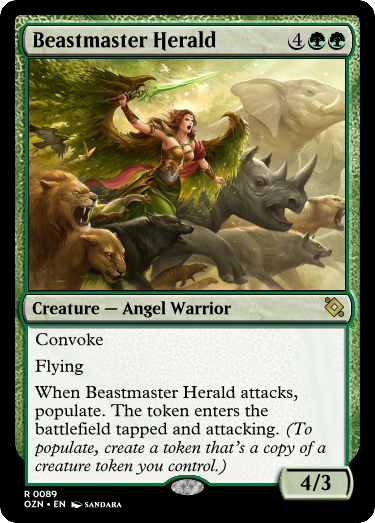 Beastmaster Herald 4
Creature — Angel Warrior
Convoke
Flying
When Beastmaster Herald attacks,
populate. The token enters the
battlefield tapped and attacking. (To
populate, create a token that's a copy of a
creature token you control.)
4/3
R 0089
OZN • EN SANDARA